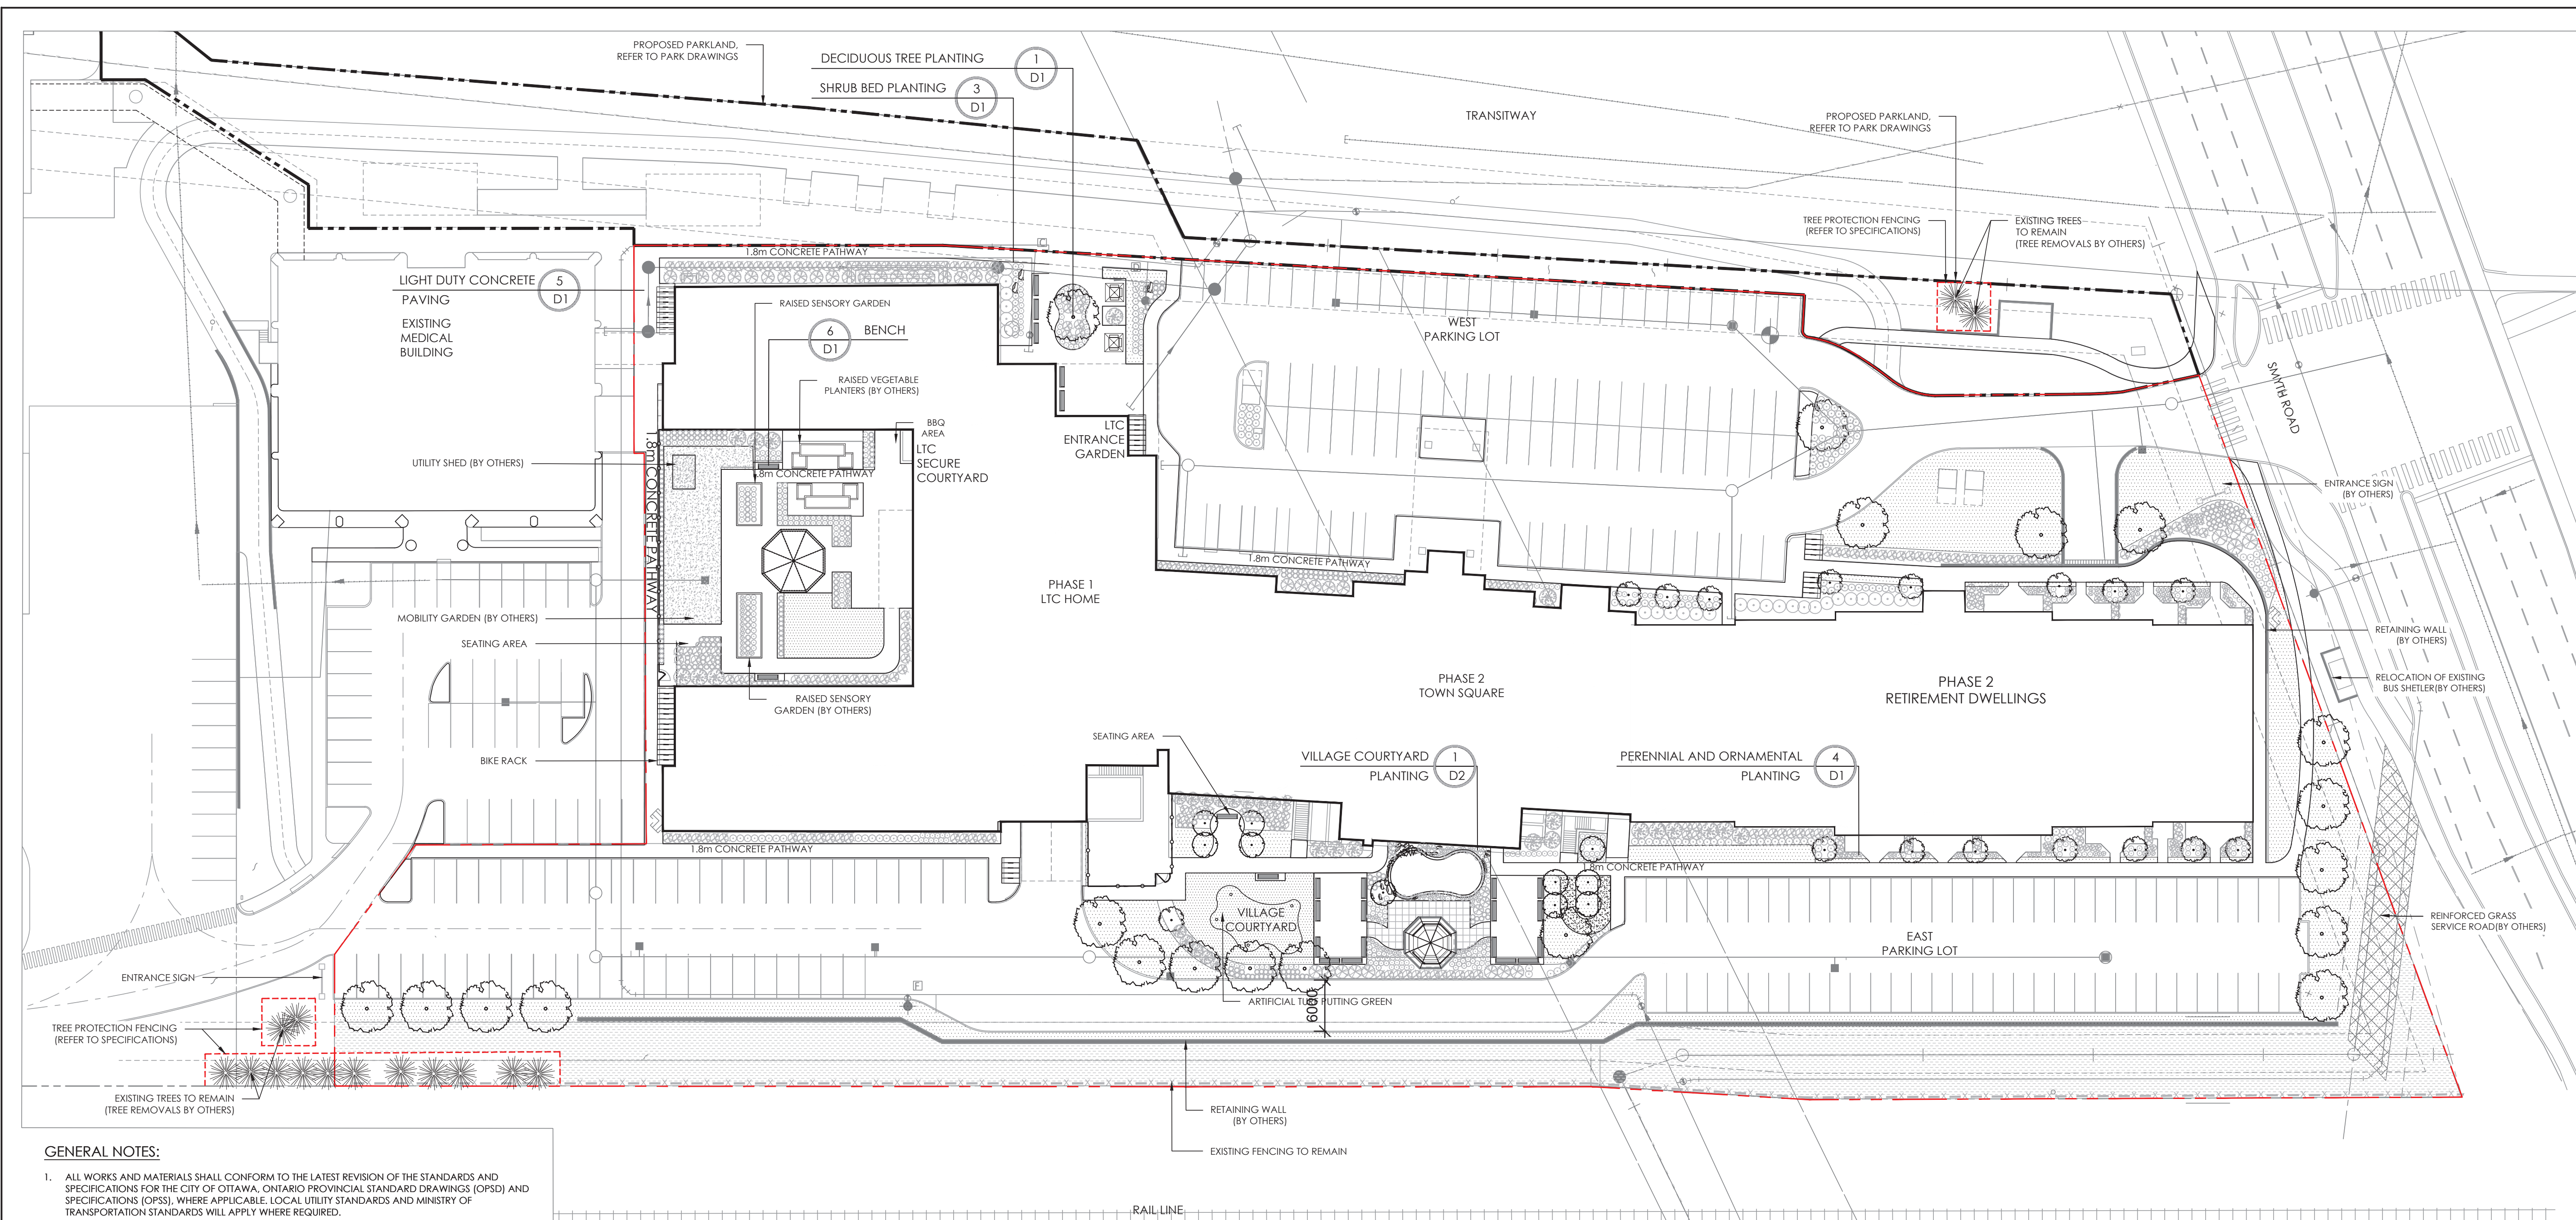 PROPOSED PARKLAND,
REFER TO PARK DRAWINGS
DECIDUOUS TREE PLANTING
1
D1
SHRUB BED PLANTING
3
D1
TRANSITWAY
PROPOSED PARKLAND,
REFER TO PARK DRAWINGS
TREE PROTECTION FENCING
(REFER TO SPECIFICATIONS)
EXISTING TREES
TO REMAIN
(TREE REMOVALS BY OTHERS)
1.8m CONCRETE PATHWAY
LIGHT DUTY CONCRETE
PAVING
5
D1
EXISTING
MEDICAL
BUILDING
RAISED SENSORY GARDEN
6
D1
BENCH
RAISED VEGETABLE
PLANTERS (BY OTHERS)
BBQ
AREA
LTC
SECURE
COURTYARD
LTC
ENTRANCE
GARDEN
WEST
PARKING LOT
SMYTH ROAD
UTILITY SHED (BY OTHERS)
.8m CONCRETE PATHWAY
1.8m CONCRETE PATHWAY
ENTRANCE SIGN
(BY OTHERS)
1.8m CONCRETE PATHWAY
PHASE 1
LTC HOME
MOBILITY GARDEN (BY OTHERS)
SEATING AREA
RETAINING WALL
(BY OTHERS)
RELOCATION OF EXISTING
BUS SHETLER(BY OTHERS)
RAISED SENSORY
GARDEN (BY OTHERS)
PHASE 2
TOWN SQUARE
PHASE 2
RETIREMENT DWELLINGS
SEATING AREA
BIKE RACK
VILLAGE COURTYARD
PLANTING
1
D2
PERENNIAL AND ORNAMENTAL
PLANTING
4
D1
1.8m CONCRETE PATHWAY
1.8m CONCRETE PATHWAY
VILLAGE
COURTYARD
EAST
PARKING LOT
REINFORCED GRASS
SERVICE ROAD(BY OTHERS)
ENTRANCE SIGN
ARTIFICIAL TURF PUTTING GREEN
6000
TREE PROTECTION FENCING
(REFER TO SPECIFICATIONS)
EXISTING TREES TO REMAIN
(TREE REMOVALS BY OTHERS)
RETAINING WALL
(BY OTHERS)
EXISTING FENCING TO REMAIN
GENERAL NOTES:
1. ALL WORKS AND MATERIALS SHALL CONFORM TO THE LATEST REVISION OF THE STANDARDS AND
SPECIFICATIONS FOR THE CITY OF OTTAWA, ONTARIO PROVINCIAL STANDARD DRAWINGS (OPSD) AND
SPECIFICATIONS (OPSS), WHERE APPLICABLE. LOCAL UTILITY STANDARDS AND MINISTRY OF
TRANSPORTATION STANDARDS WILL APPLY WHERE REQUIRED.
RAIL LINE